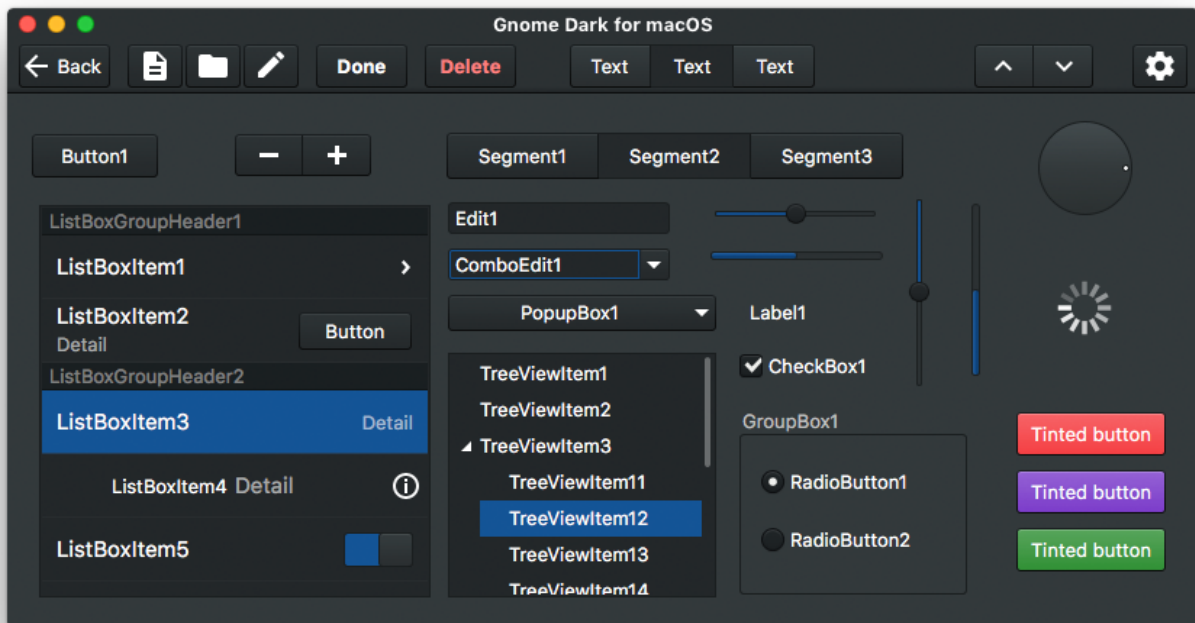 Gnome Dark for macOS
Back
Done
Delete
Text
Text
Text
Button1
Segment1
Segment2
Segment3
ListBoxGroupHeader1
ListBoxItem1
ListBoxItem2
Detail
Button
ListBoxGroupHeader2
ListBoxItem3
Detail
ListBoxItem4 Detail
ListBoxItem5
Edit1
ComboEdit1
PopupBox1
TreeViewItem1
TreeViewItem2
TreeViewItem3
TreeViewItem11
TreeViewItem12
TreeViewItem13
TreeViewItem14
Label1
CheckBox1
GroupBox1
RadioButton1
RadioButton2
Tinted button
Tinted button
Tinted button